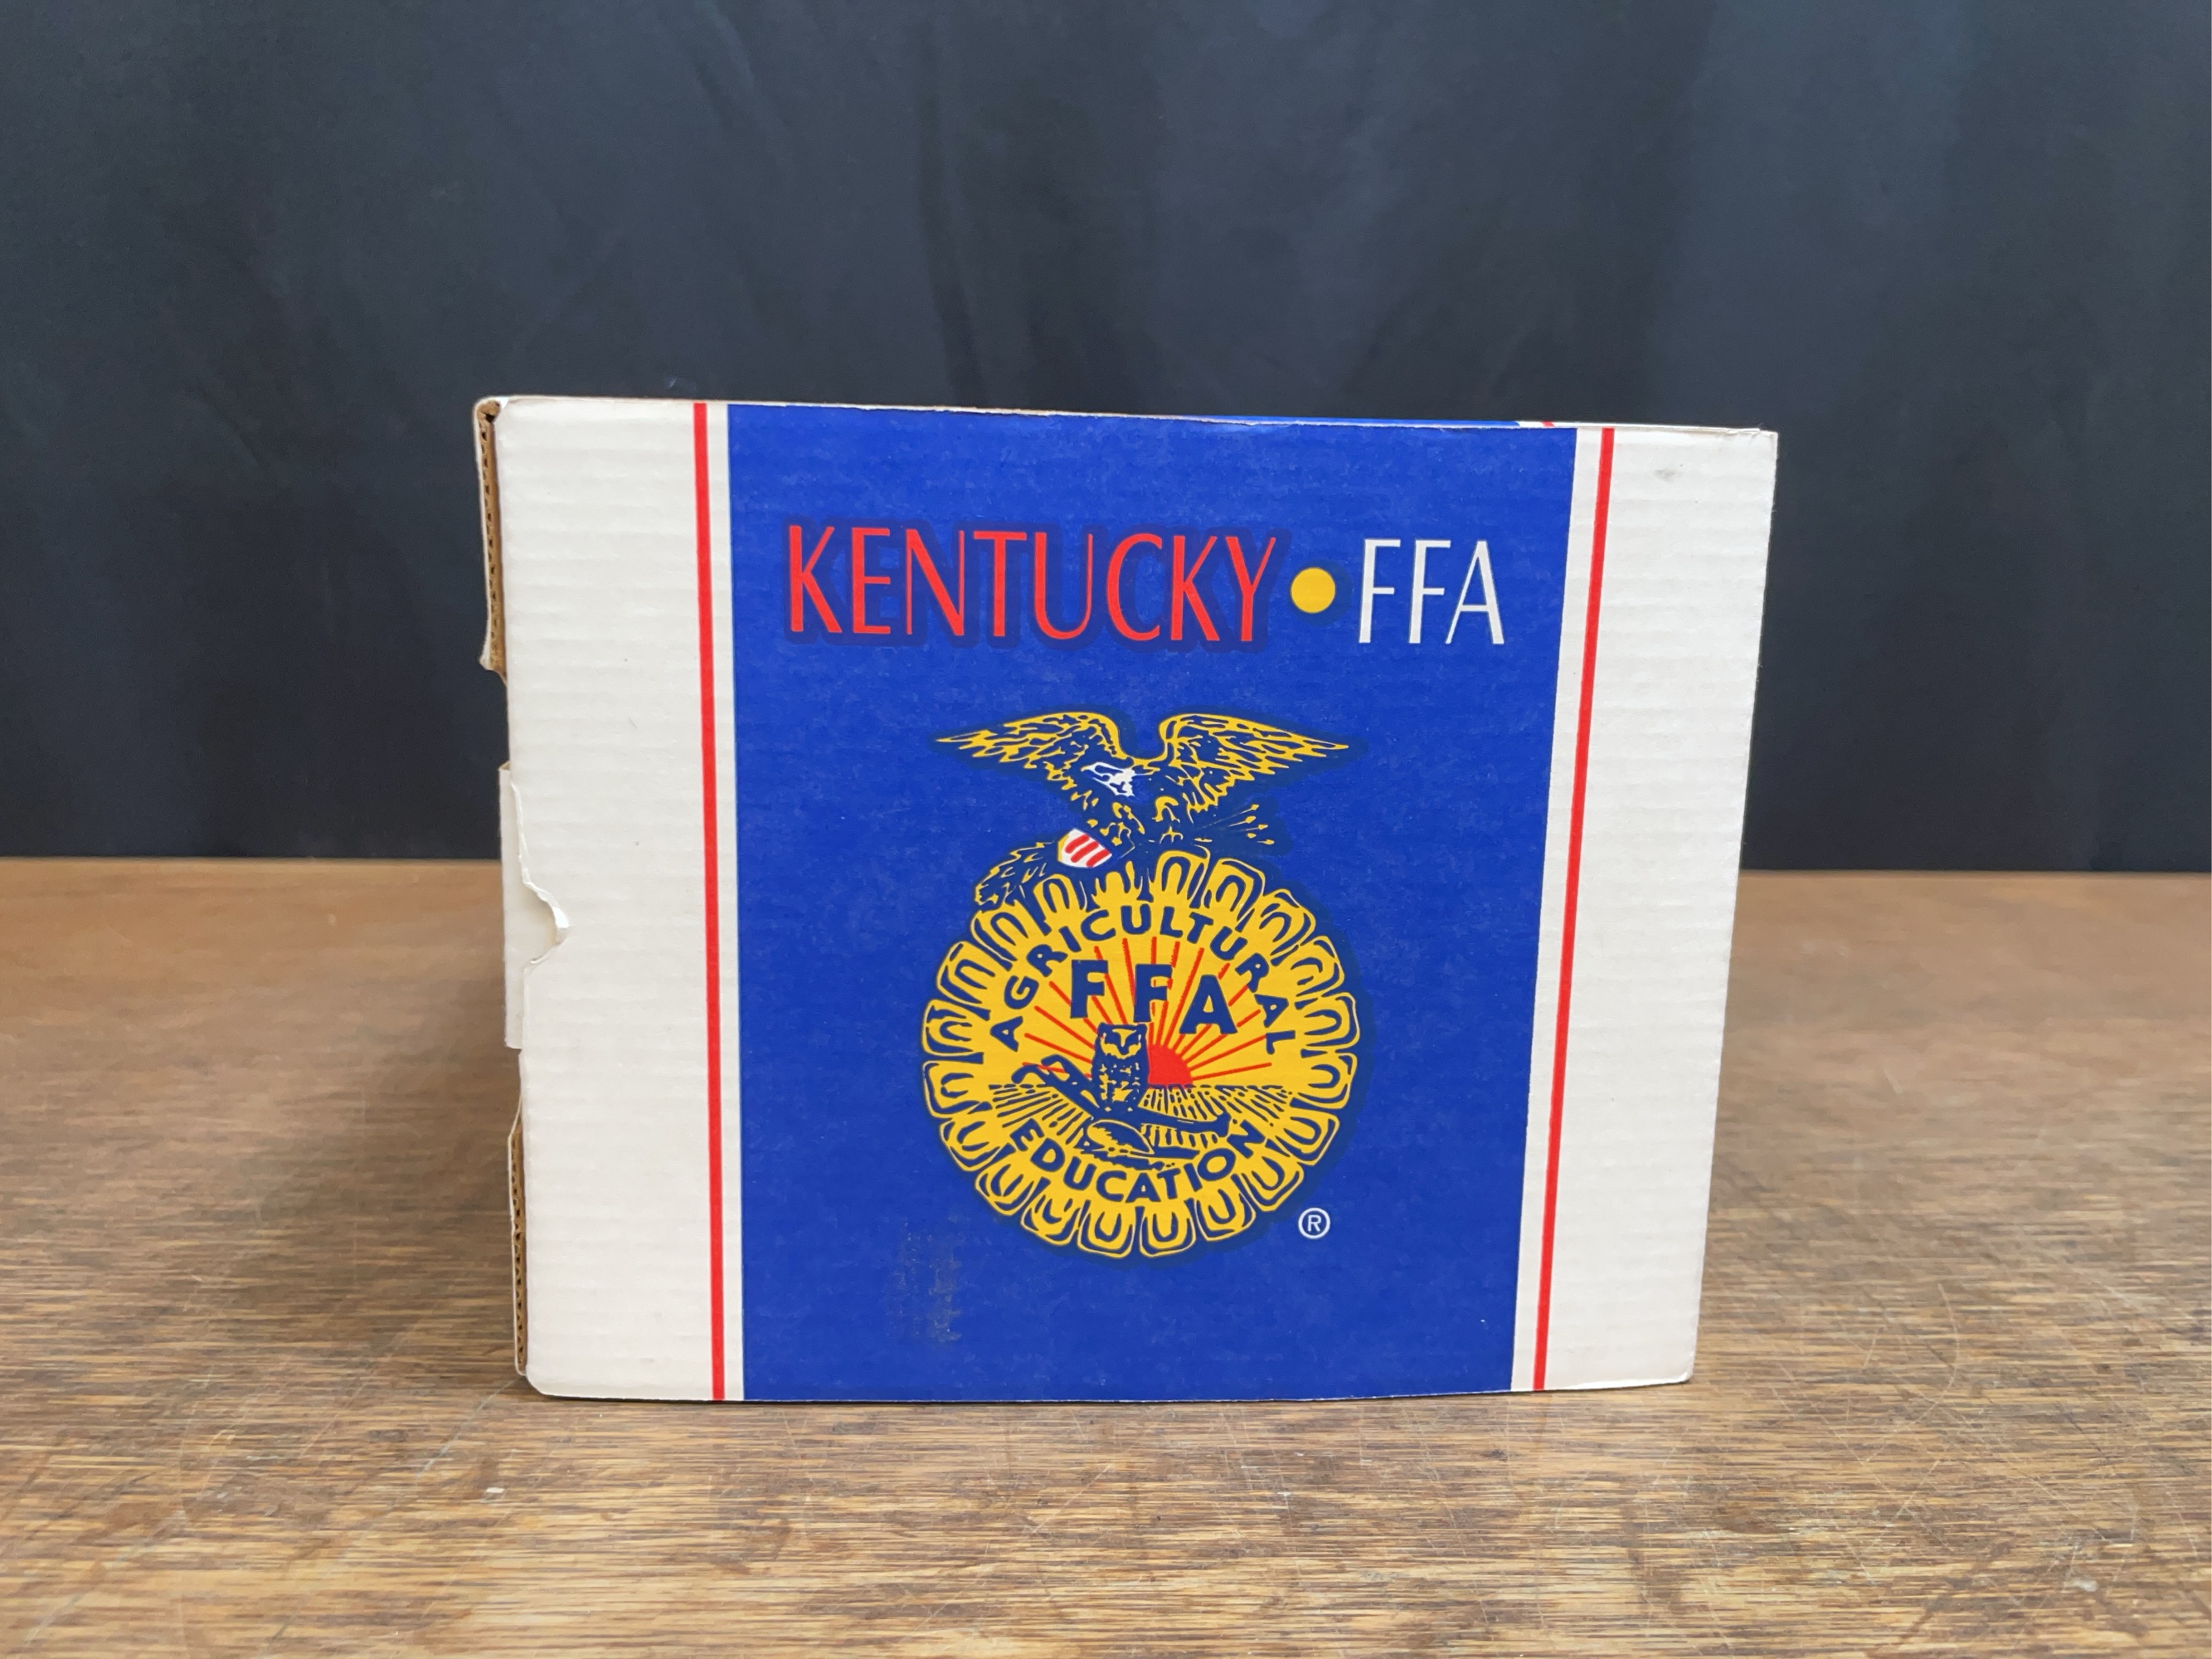 KENTUCKY • FFA
AGRICULTURAL
FFA
EDUCATION
®